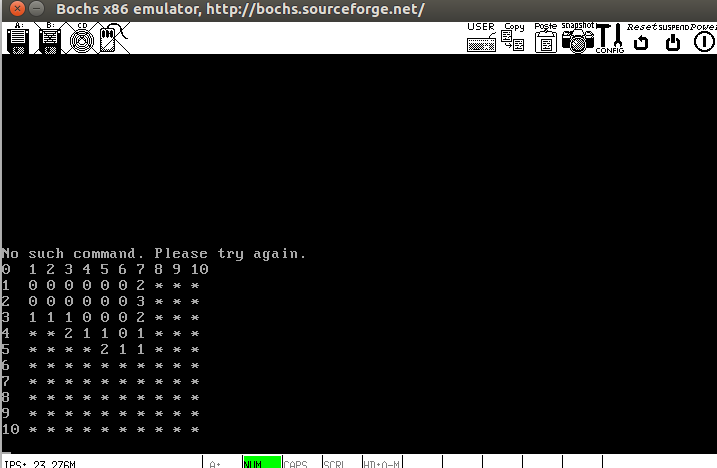 Bochs x86 emulator, http://bochs.sourceforge.net/
A: B: CD USER Copy Paste snapshot CONFIG Reset SUSPEND Power
No such command. Please try again.
0 1 2 3 4 5 6 7 8 9 10
1 0 0 0 0 0 0 2 * * *
2 0 0 0 0 0 0 3 * * *
3 1 1 1 0 0 0 2 * * *
4 * * 2 1 1 0 1 * * *
5 * * * * 2 1 1 * * *
6 * * * * * * * * * *
7 * * * * * * * * * *
8 * * * * * * * * * *
9 * * * * * * * * * *
10 * * * * * * * * * *
IPS: 23.276M A: NUM CAPS SCRL HD:0-M